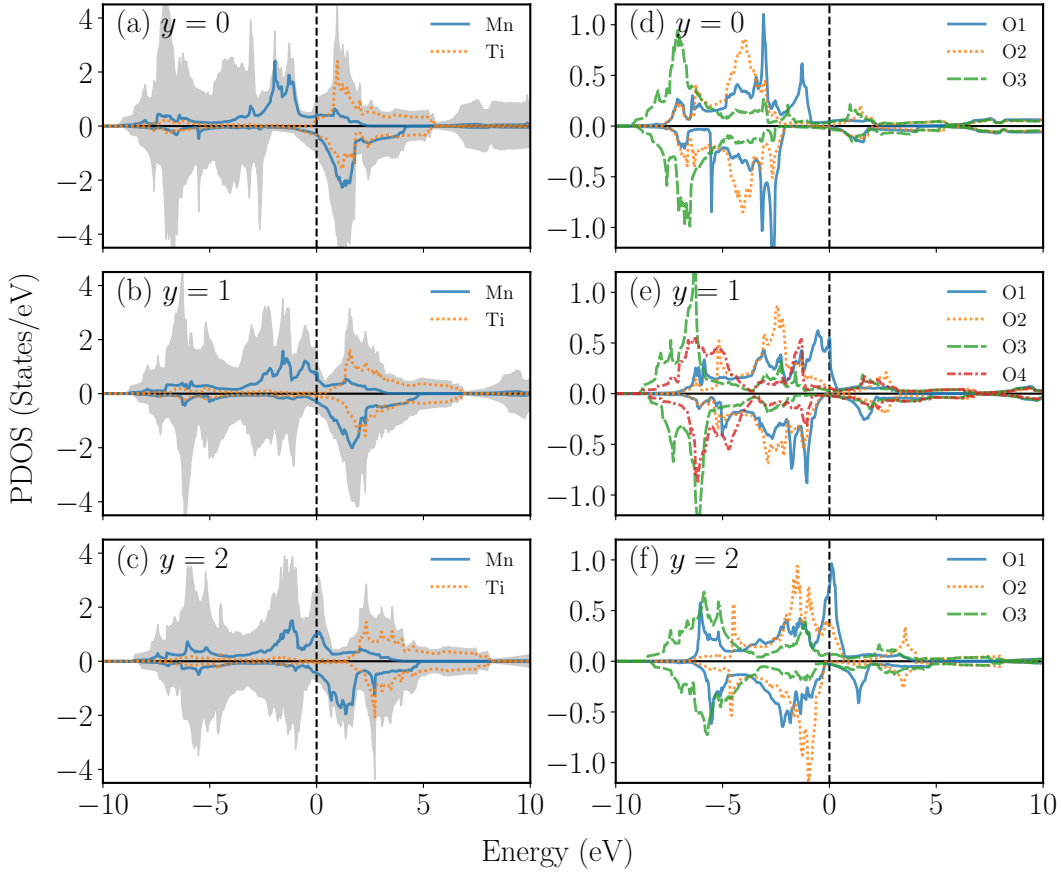 (a) y = 0
Mn
Ti
4
2
0
−2
−4
(d) y = 0
O1
O2
O3
1.0
0.5
0.0
−0.5
−1.0
(b) y = 1
Mn
Ti
4
2
0
−2
−4
(e) y = 1
O1
O2
O3
O4
1.0
0.5
0.0
−0.5
−1.0
(c) y = 2
Mn
Ti
4
2
0
−2
−4
−10
−5
0
5
10
(f) y = 2
O1
O2
O3
1.0
0.5
0.0
−0.5
−1.0
−10
−5
0
5
10
PDOS (States/eV)
Energy (eV)